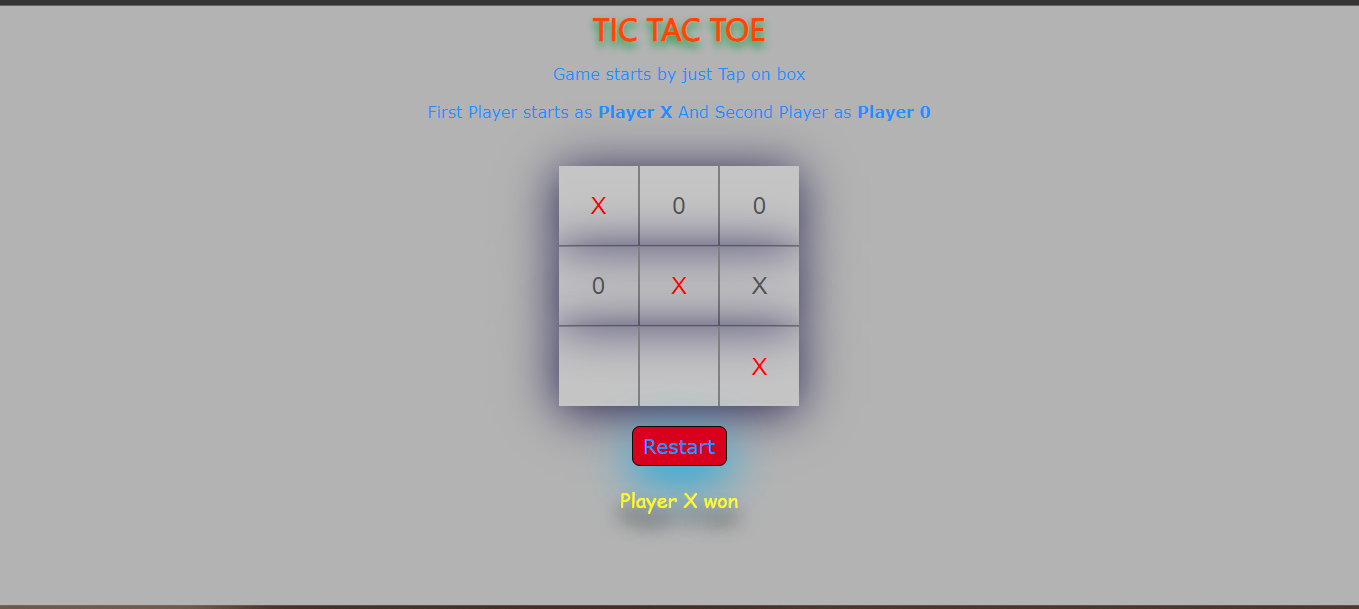 TIC TAC TOE
Game starts by just Tap on box
First Player starts as Player X And Second Player as Player 0
X 0 0
0 X X
X
Restart
Player X won